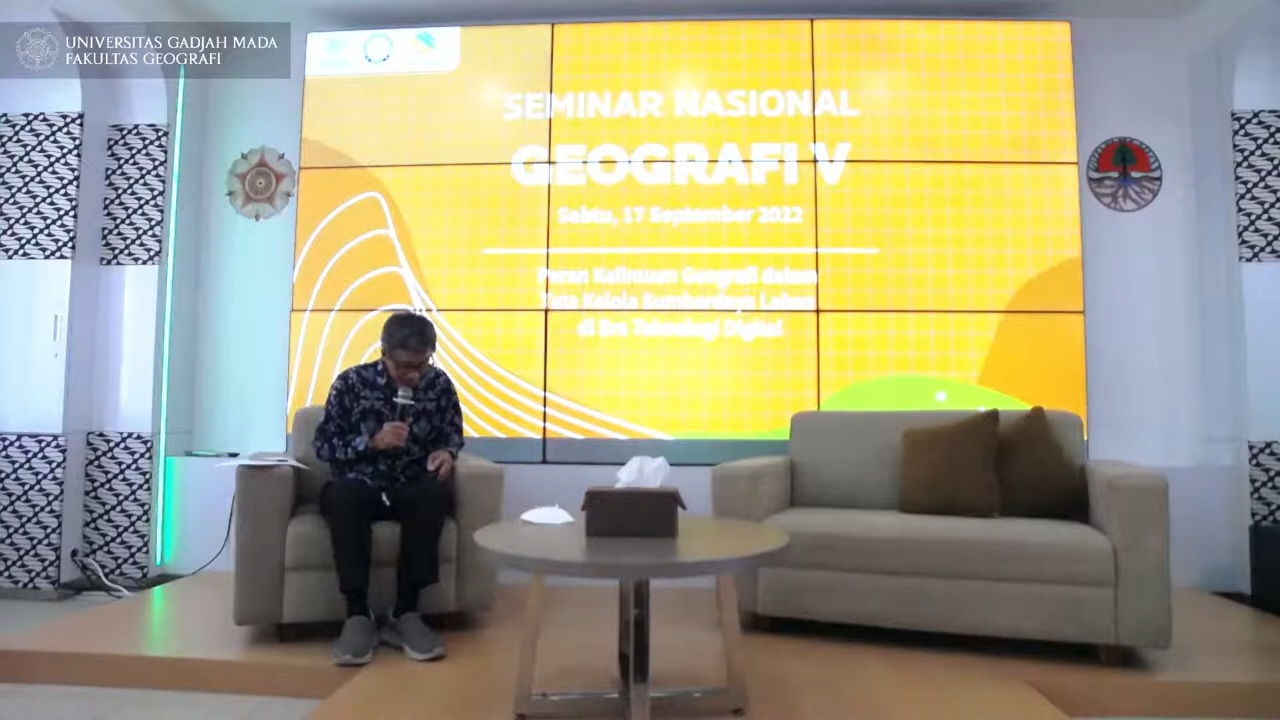 UNIVERSITAS GADJAH MADA
FAKULTAS GEOGRAFI
SEMINAR NASIONAL
GEOGRAFI V
Sabtu, 17 September 2022
Peran Keilmuan Geografi dalam
Tata Kelola Sumberdaya Lahan
di Era Teknologi Digital